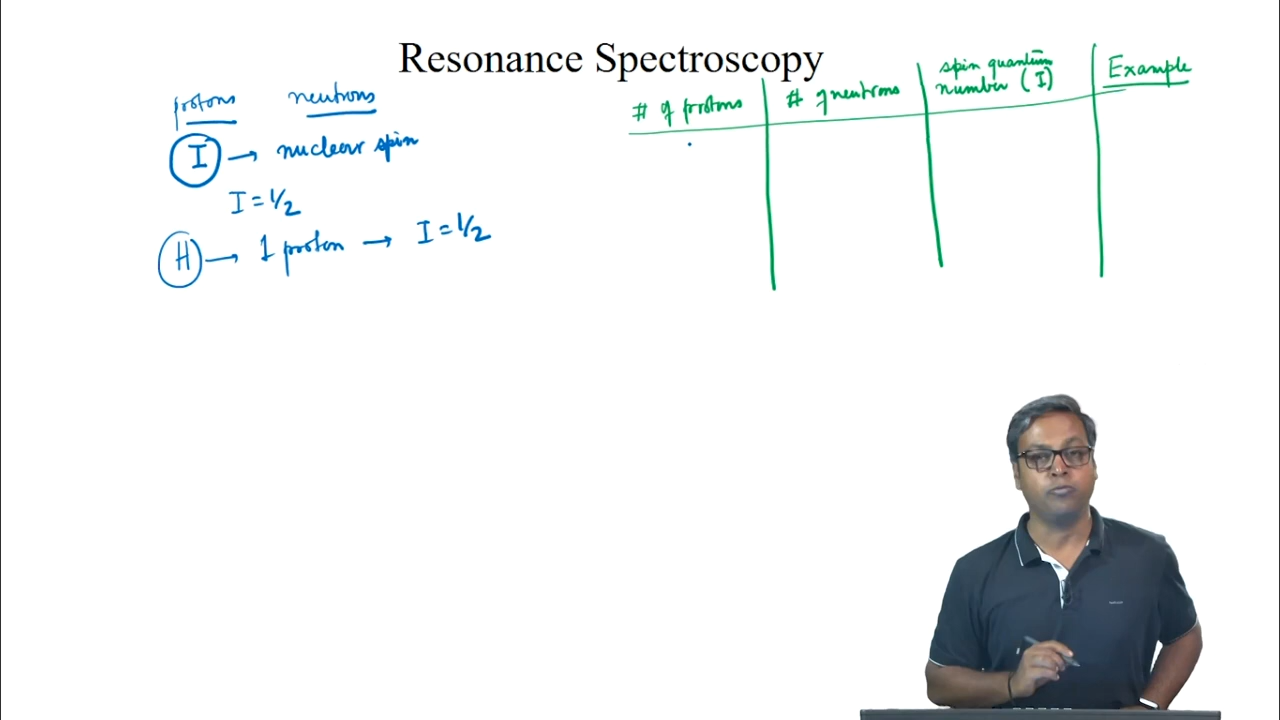 Resonance Spectroscopy
protons neutrons
I → nuclear spin
I = 1/2
H → 1 proton → I = 1/2
# of protons # of neutrons spin quantum number (I) Example